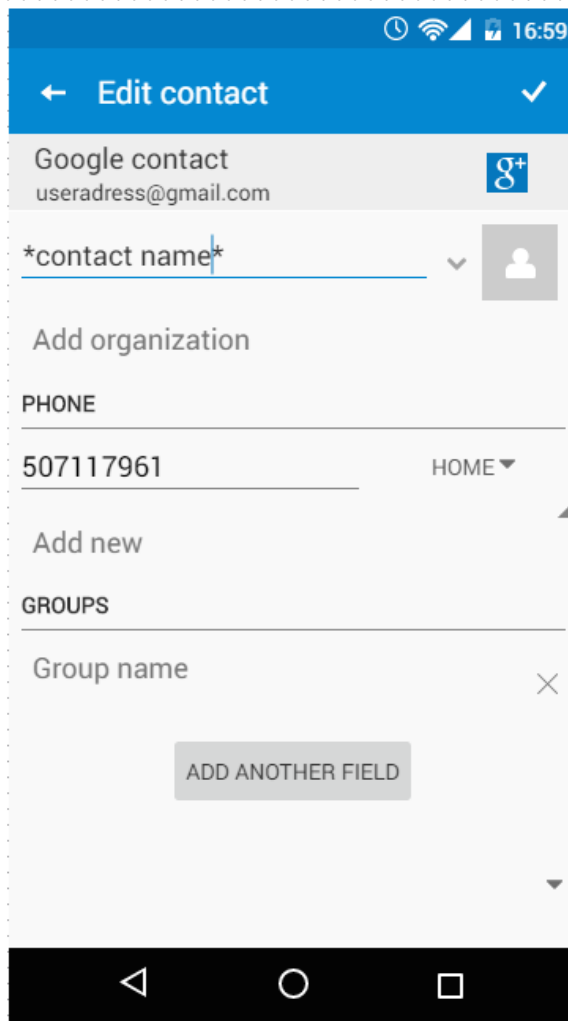 16:59
Edit contact
Google contact
g+
useradress@gmail.com
*contact name*
Add organization
PHONE
507117961 HOME
Add new
GROUPS
Group name
ADD ANOTHER FIELD